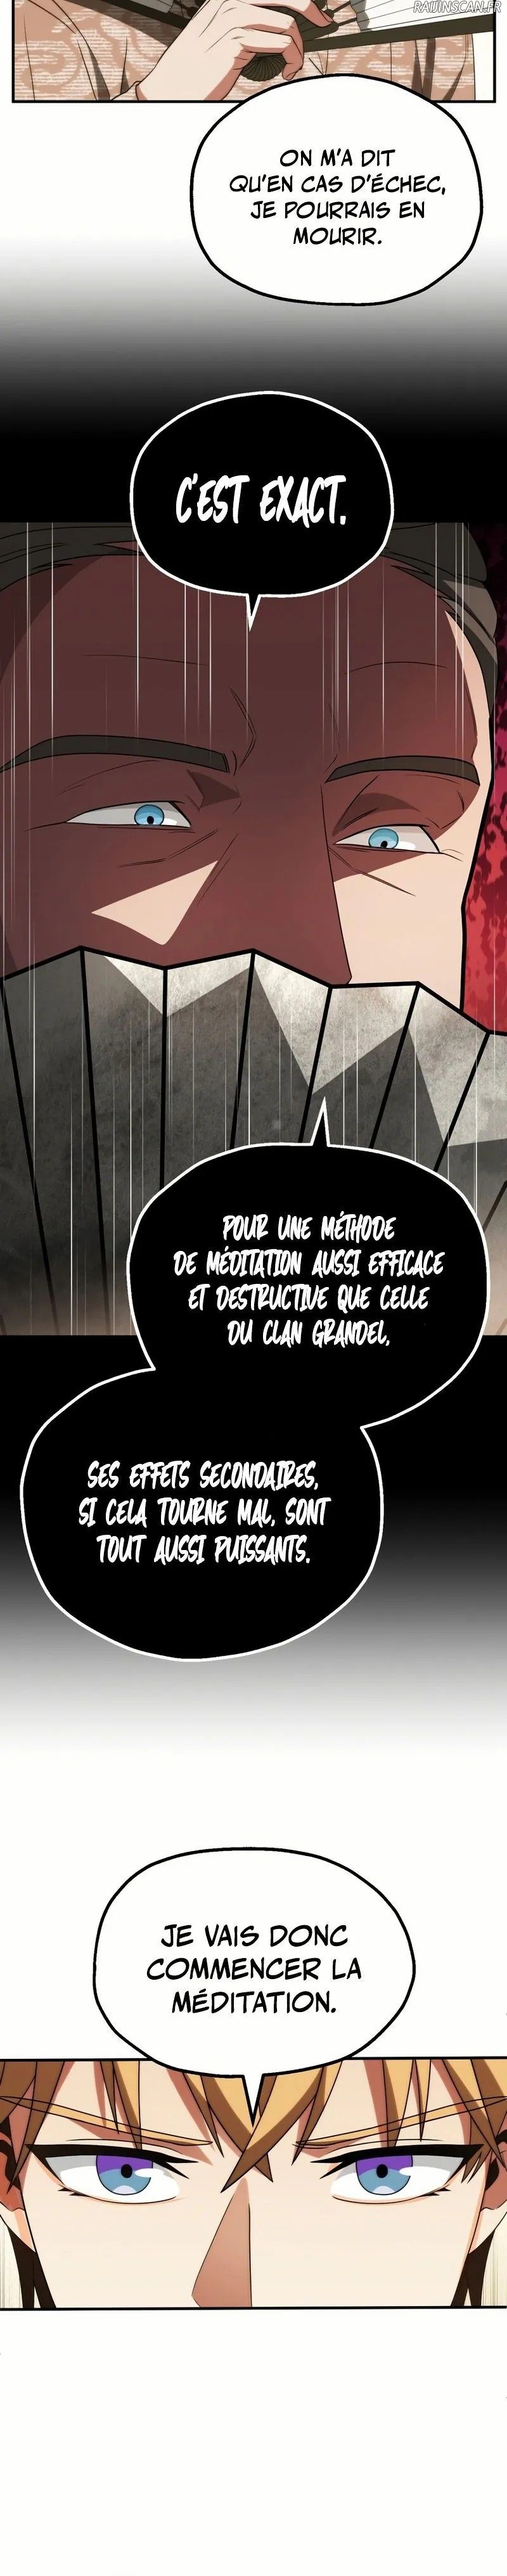 RAIJINSCAN.FR
ON M'A DIT
QU'EN CAS D'ÉCHEC,
JE POURRAIS EN
MOURIR.
C'EST EXACT.
POUR UNE MÉTHODE
DE MÉDITATION AUSSI EFFICACE
ET DESTRUCTIVE QUE CELLE
DU CLAN GRANDEL,
SES EFFETS SECONDAIRES,
SI CELA TOURNE MAL, SONT
TOUT AUSSI PUISSANTS.
JE VAIS DONC
COMMENCER LA
MÉDITATION.